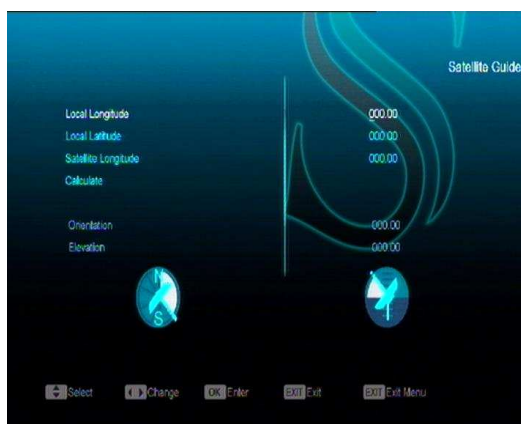 Satellite Guide
Local Longitude 000.00
Local Latitude 000.00
Satellite Longitude 000.00
Calculate
Orientation 000.00
Elevation 000.00
N
S
Select Change OK Enter EXIT Exit EXIT Exit Menu